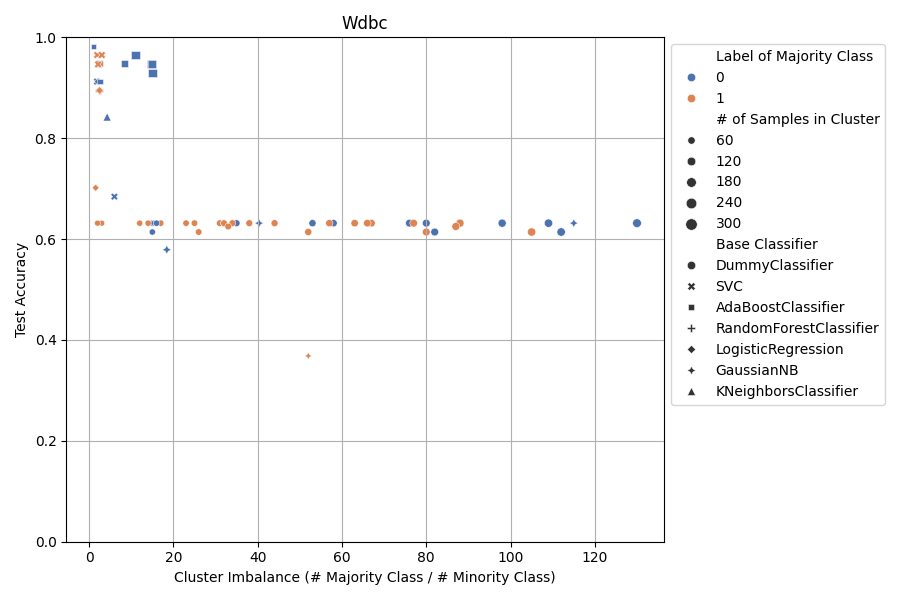 Wdbc
Test Accuracy
1.0
0.8
0.6
0.4
0.2
0.0
0
20
40
60
80
100
120
Cluster Imbalance (# Majority Class / # Minority Class)
Label of Majority Class
0
1
# of Samples in Cluster
60
120
180
240
300
Base Classifier
DummyClassifier
SVC
AdaBoostClassifier
RandomForestClassifier
LogisticRegression
GaussianNB
KNeighborsClassifier